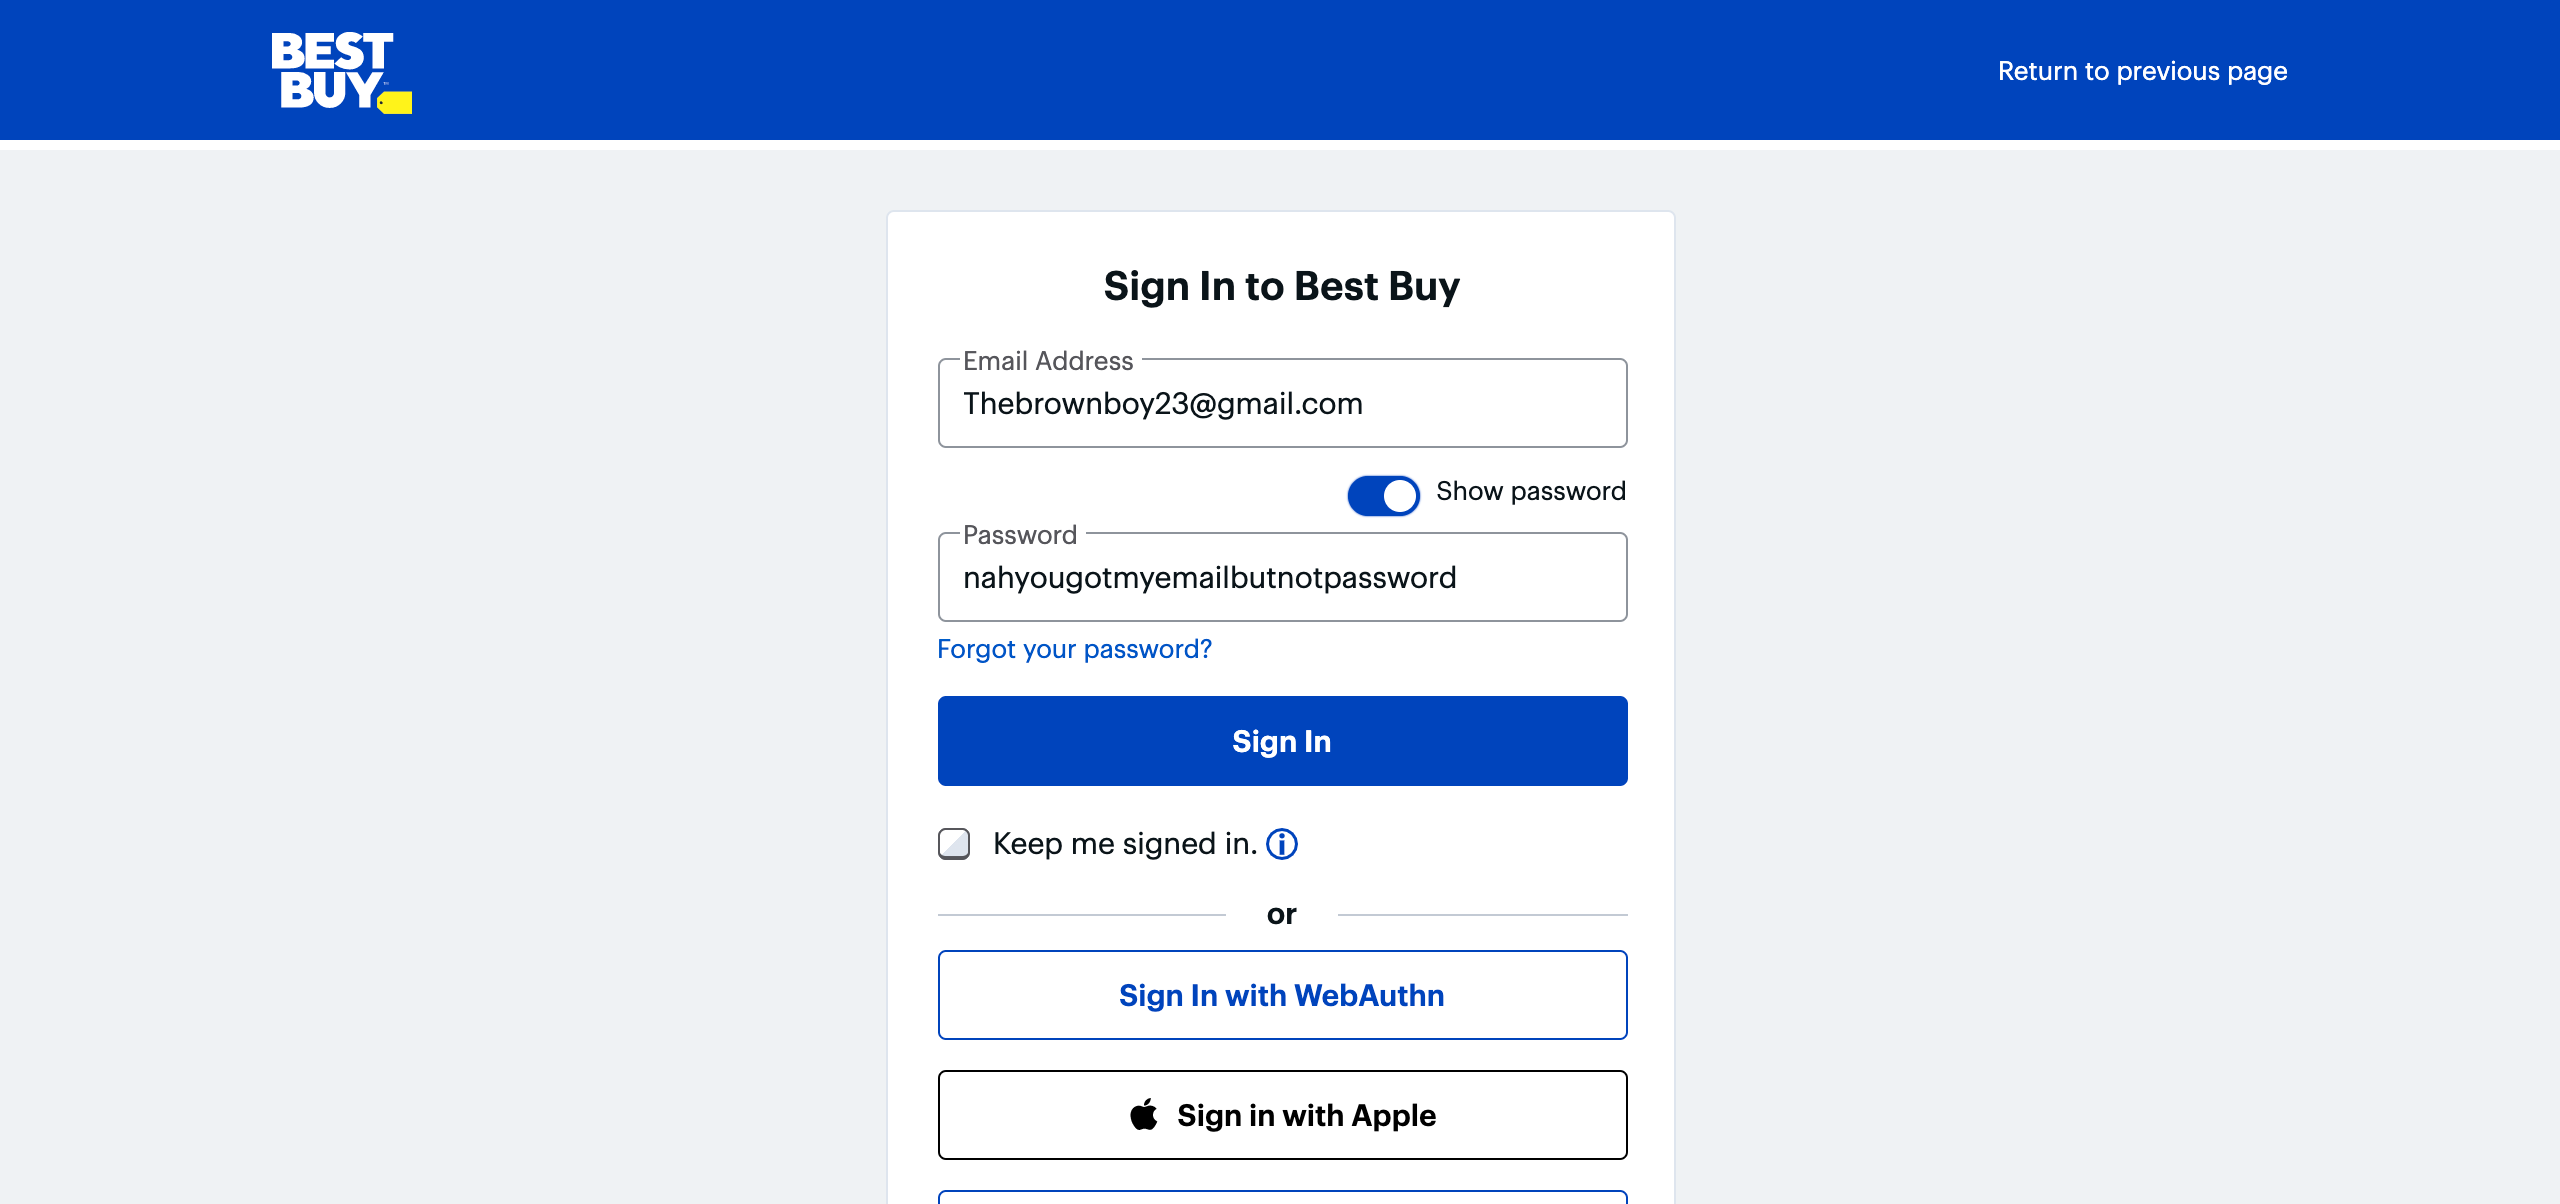 BEST
BUY
Return to previous page
Sign In to Best Buy
Email Address
Thebrownboy23@gmail.com
Show password
Password
nahyougotmyemailbutnotpassword
Forgot your password?
Sign In
Keep me signed in.
or
Sign In with WebAuthn
Sign in with Apple